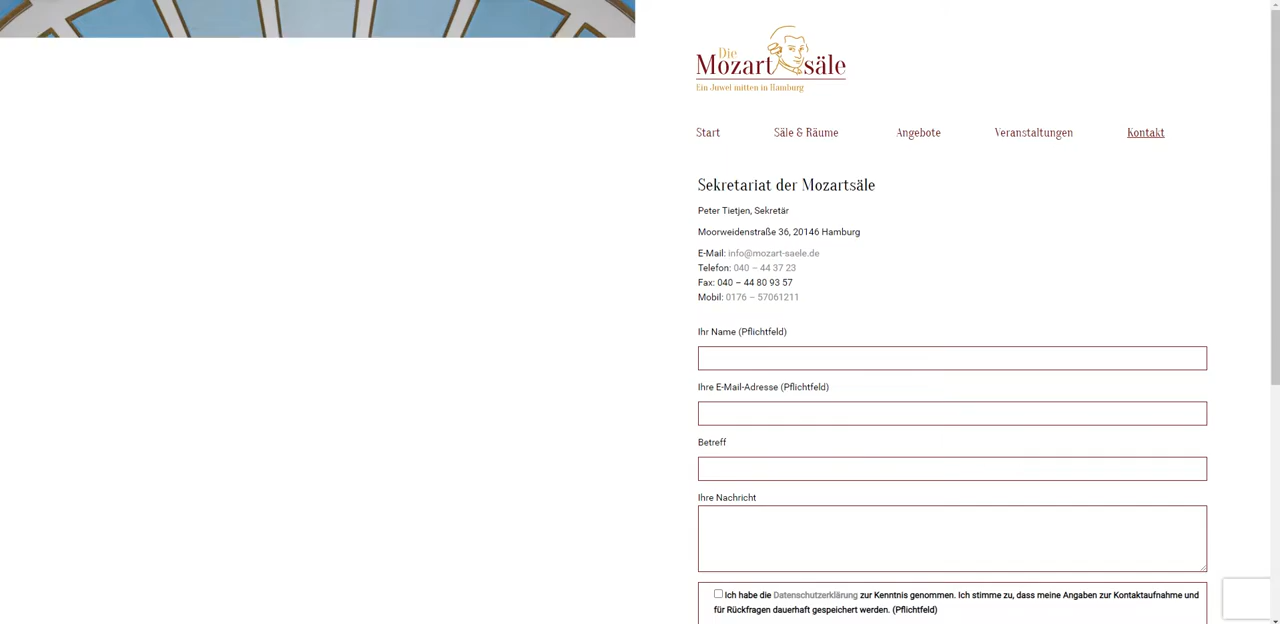 Die
Mozartsäle
Ein Juwel mitten in Hamburg
Start Säle & Räume Angebote Veranstaltungen Kontakt
Sekretariat der Mozartsäle
Peter Tietjen, Sekretär
Moorweidenstraße 36, 20146 Hamburg
E-Mail: info@mozart-saele.de
Telefon: 040 – 44 37 23
Fax: 040 – 44 80 93 57
Mobil: 0176 – 57061211
Ihr Name (Pflichtfeld)
Ihre E-Mail-Adresse (Pflichtfeld)
Betreff
Ihre Nachricht
Ich habe die Datenschutzerklärung zur Kenntnis genommen. Ich stimme zu, dass meine Angaben zur Kontaktaufnahme und
für Rückfragen dauerhaft gespeichert werden. (Pflichtfeld)